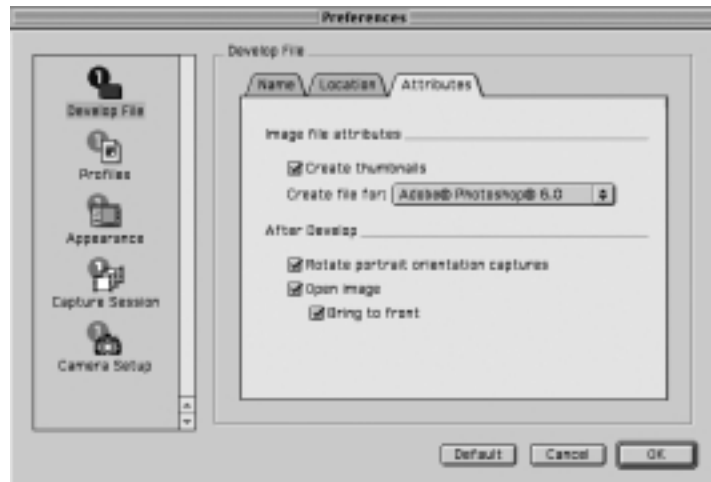 Preferences
Develop File
Profiles
Appearance
Capture Session
Camera Setup
Develop File
Name
Location
Attributes
Image file attributes
Create thumbnails
Create file for: Adobe® Photoshop® 6.0
After Develop
Rotate portrait orientation captures
Open image
Bring to front
Default
Cancel
OK